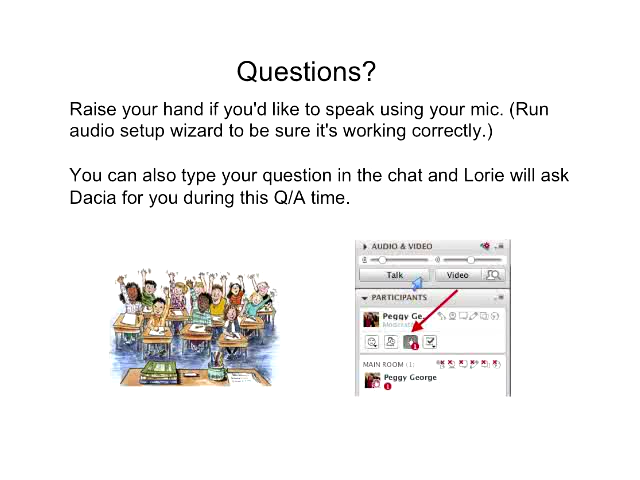 Questions?
Raise your hand if you'd like to speak using your mic. (Run
audio setup wizard to be sure it's working correctly.)
You can also type your question in the chat and Lorie will ask
Dacia for you during this Q/A time.
AUDIO & VIDEO
Talk
Video
PARTICIPANTS
Peggy Ge
Moderator
MAIN ROOM (1)
Peggy George